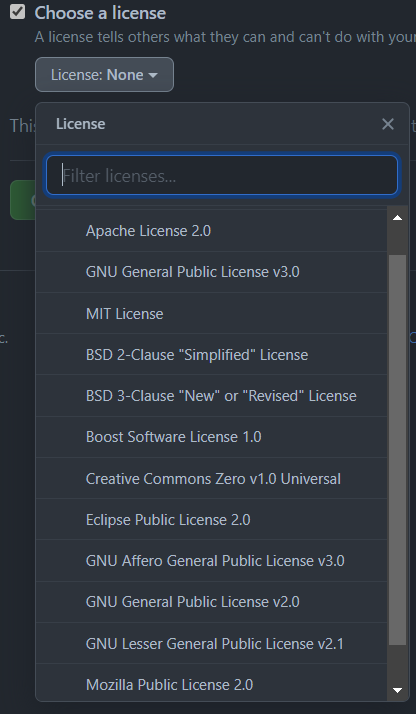 Choose a license
A license tells others what they can and can't do with your
License: None
This
License
Filter licenses...
Apache License 2.0
GNU General Public License v3.0
MIT License
BSD 2-Clause "Simplified" License
c.
BSD 3-Clause "New" or "Revised" License
Boost Software License 1.0
Creative Commons Zero v1.0 Universal
Eclipse Public License 2.0
GNU Affero General Public License v3.0
GNU General Public License v2.0
GNU Lesser General Public License v2.1
Mozilla Public License 2.0